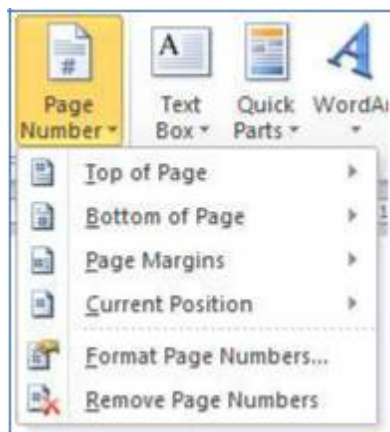 #
A
Page Number
Text Box
Quick Parts
WordA
Top of Page
Bottom of Page
Page Margins
Current Position
Format Page Numbers...
Remove Page Numbers